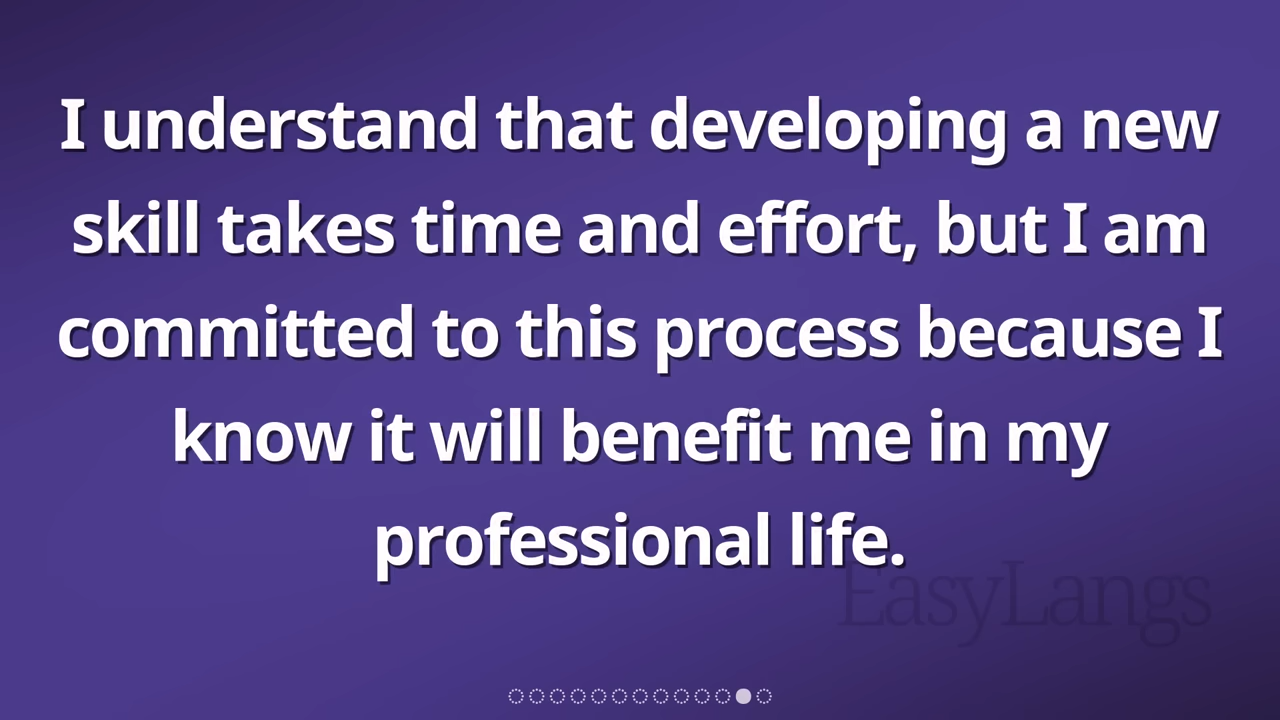 I understand that developing a new
skill takes time and effort, but I am
committed to this process because I
know it will benefit me in my
professional life.
EasyLangs